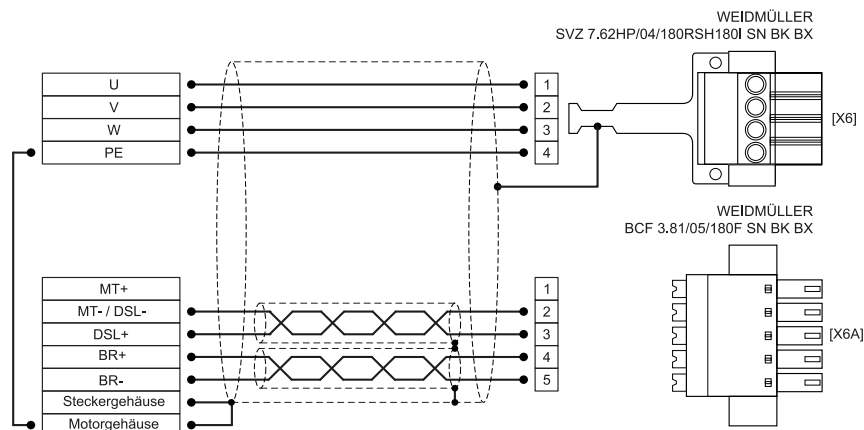 WEIDMÜLLER
SVZ 7.62HP/04/180RSH180I SN BK BX
U
1
V
2
W
3
PE
4
[X6]
WEIDMÜLLER
BCF 3.81/05/180F SN BK BX
MT+
1
MT- / DSL-
2
DSL+
3
BR+
4
BR-
5
[X6A]
Steckergehäuse
Motorgehäuse